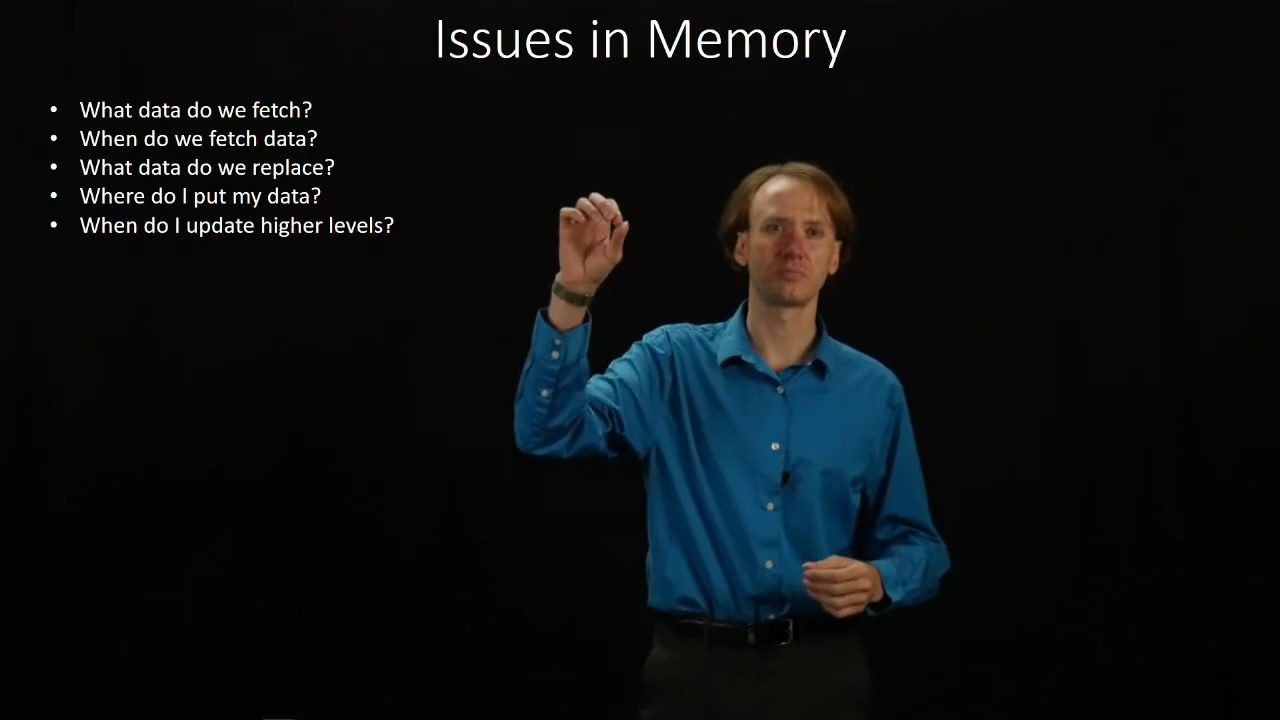 Issues in Memory
• What data do we fetch?
• When do we fetch data?
• What data do we replace?
• Where do I put my data?
• When do I update higher levels?